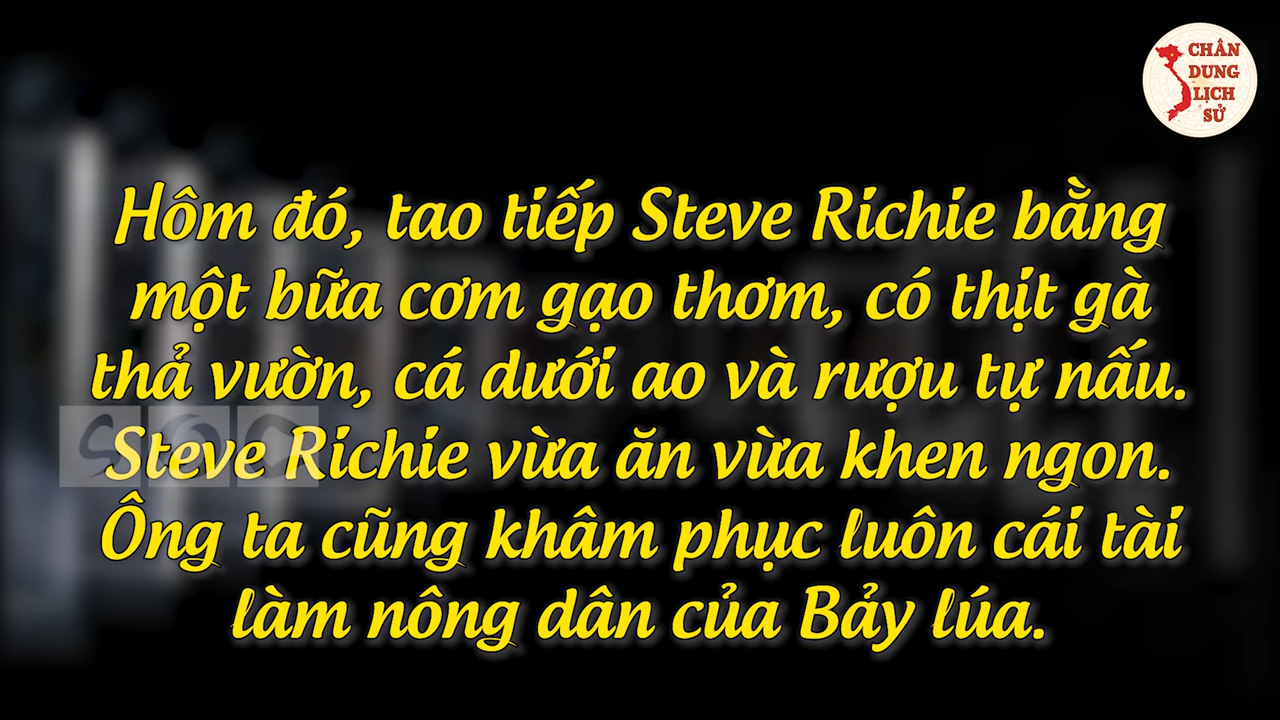 CHÂN
DUNG
LỊCH
SỬ
Hôm đó, tao tiếp Steve Richie bằng
một bữa cơm gạo thơm, có thịt gà
thả vườn, cá dưới ao và rượu tự nấu.
Steve Richie vừa ăn vừa khen ngon.
Ông ta cũng khâm phục luôn cái tài
làm nông dân của Bảy lúa.